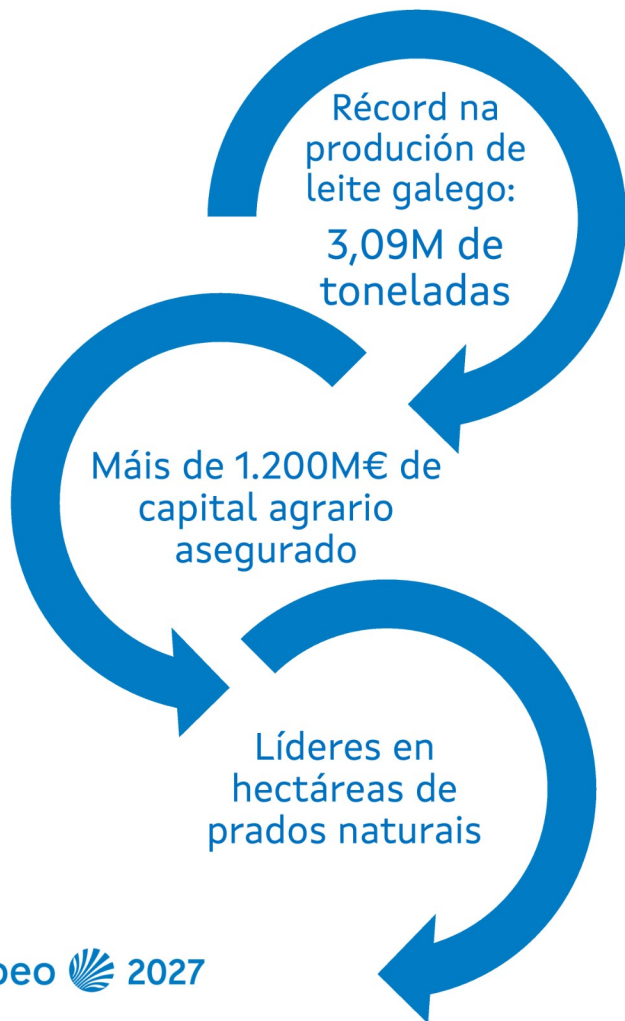 Récord na
produción de
leite galego:
3,09M de
toneladas
Máis de 1.200M€ de
capital agrario
asegurado
Líderes en
hectáreas de
prados naturais
2027